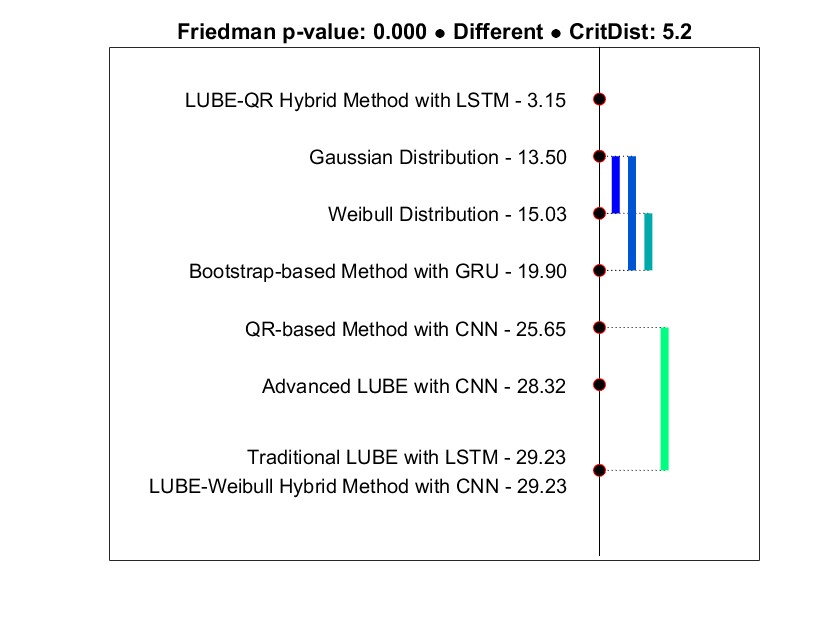 Friedman p-value: 0.000 ● Different ● CritDist: 5.2
LUBE-QR Hybrid Method with LSTM - 3.15
Gaussian Distribution - 13.50
Weibull Distribution - 15.03
Bootstrap-based Method with GRU - 19.90
QR-based Method with CNN - 25.65
Advanced LUBE with CNN - 28.32
Traditional LUBE with LSTM - 29.23
LUBE-Weibull Hybrid Method with CNN - 29.23